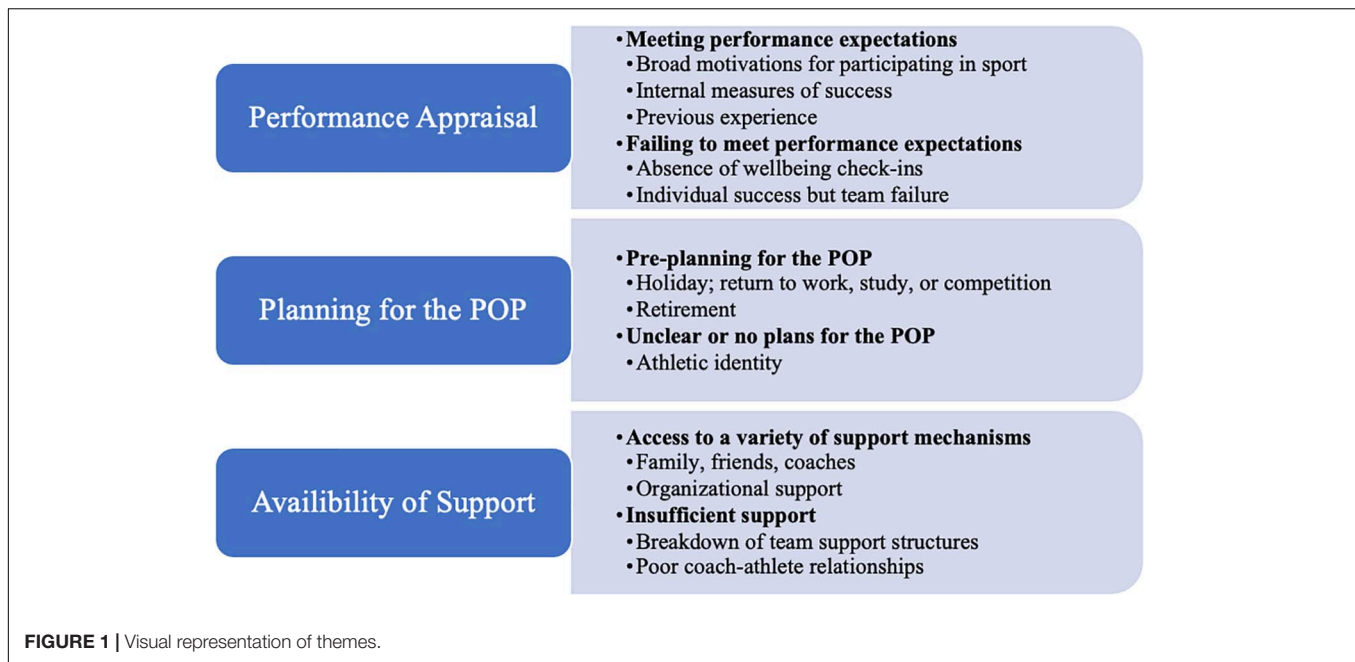 Performance Appraisal
•Meeting performance expectations
•Broad motivations for participating in sport
•Internal measures of success
•Previous experience
•Failing to meet performance expectations
•Absence of wellbeing check-ins
•Individual success but team failure
Planning for the POP
•Pre-planning for the POP
•Holiday; return to work, study, or competition
•Retirement
•Unclear or no plans for the POP
•Athletic identity
Availibility of Support
•Access to a variety of support mechanisms
•Family, friends, coaches
•Organizational support
•Insufficient support
•Breakdown of team support structures
•Poor coach-athlete relationships
FIGURE 1 | Visual representation of themes.